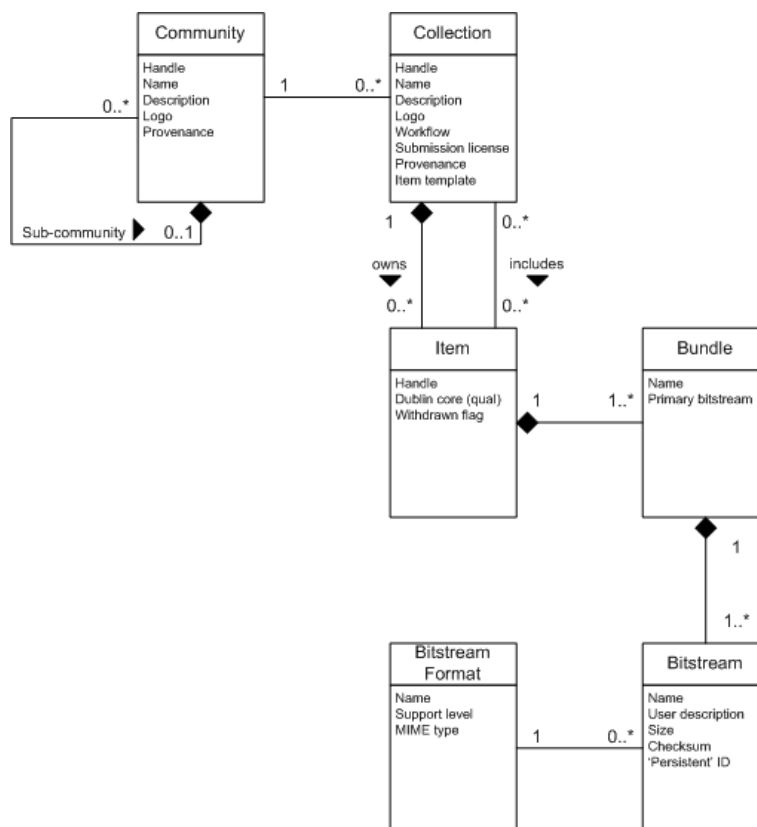 Community
Handle
Name
Description
Logo
Provenance
Collection
Handle
Name
Description
Logo
Workflow
Submission license
Provenance
Item template
1
0..*
0..*
Sub-community
0..1
1
0..*
owns
includes
0..*
0..*
Item
Handle
Dublin core (qual)
Withdrawn flag
Bundle
Name
Primary bitstream
1
1..*
1
1..*
Bitstream
Format
Name
Support level
MIME type
Bitstream
Name
User description
Size
Checksum
'Persistent' ID
1
0..*